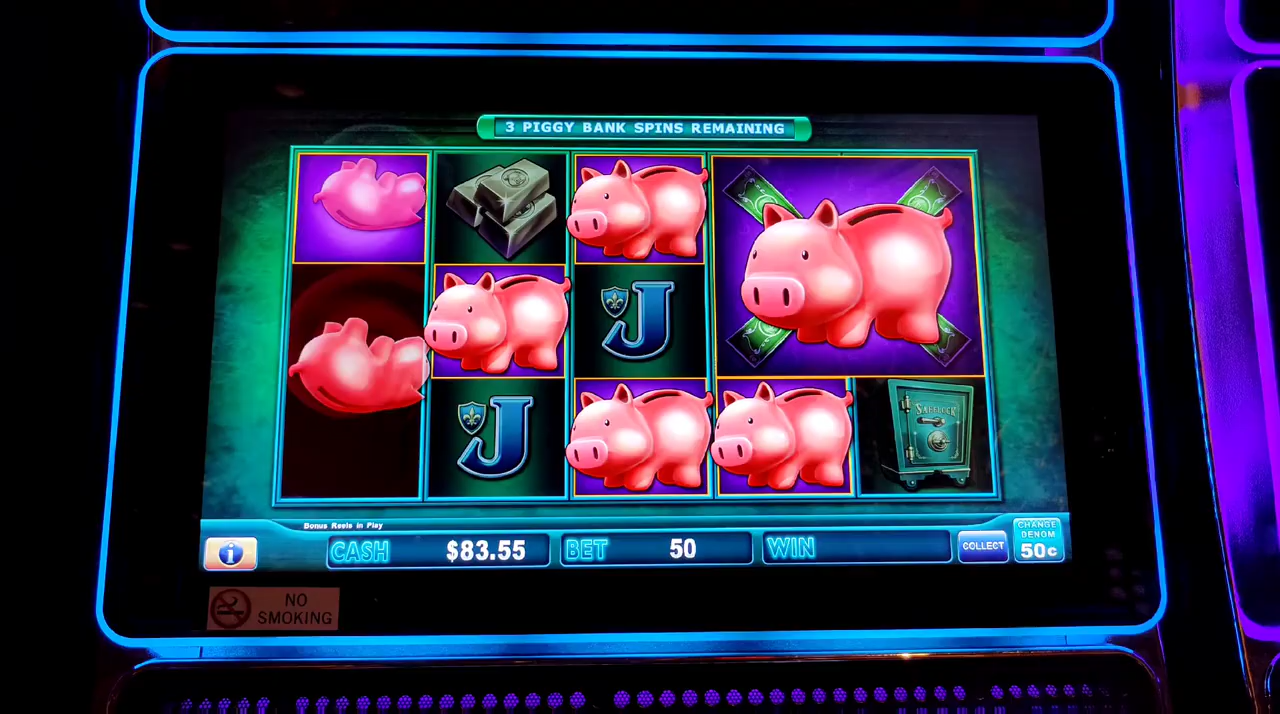 3 PIGGY BANK SPINS REMAINING
J
J
SAFELOCK
Bonus Reels in Play
CASH $83.55 BET 50 WIN COLLECT
CHANGE
DENOM
50¢
NO
SMOKING